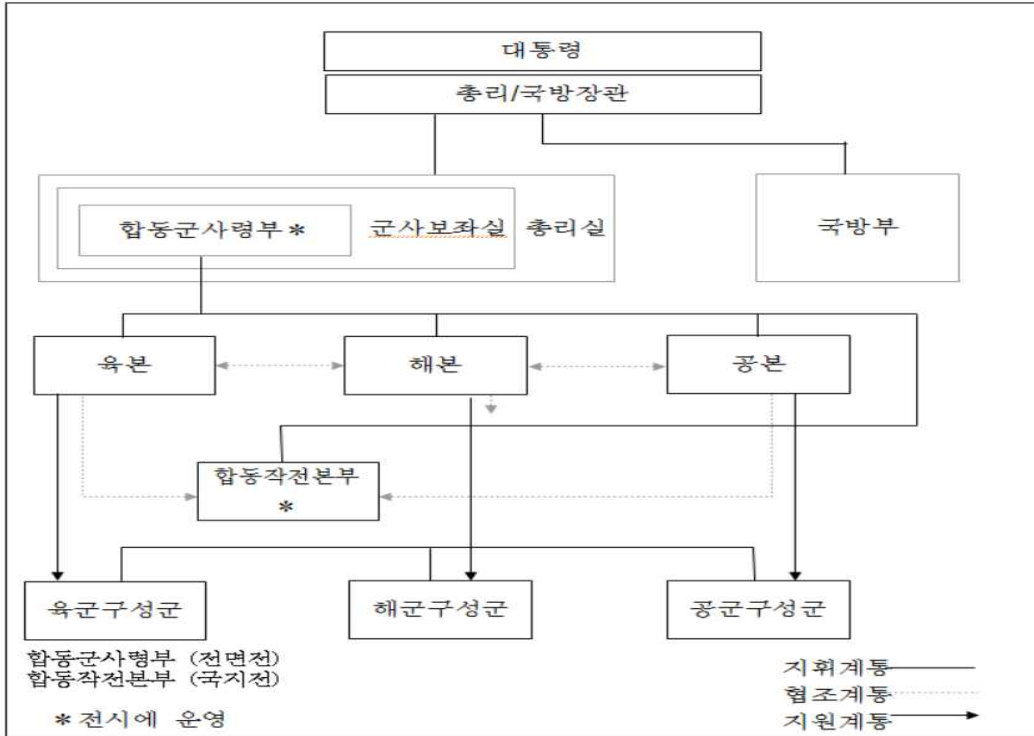 대통령
총리/국방장관
합동군사령부 *
군사보좌실
총리실
국방부
육본
해본
공본
합동작전본부
*
육군구성군
해군구성군
공군구성군
합동군사령부 (전면전)
합동작전본부 (국지전)
* 전시에 운영
지휘계통
협조계통
지원계통